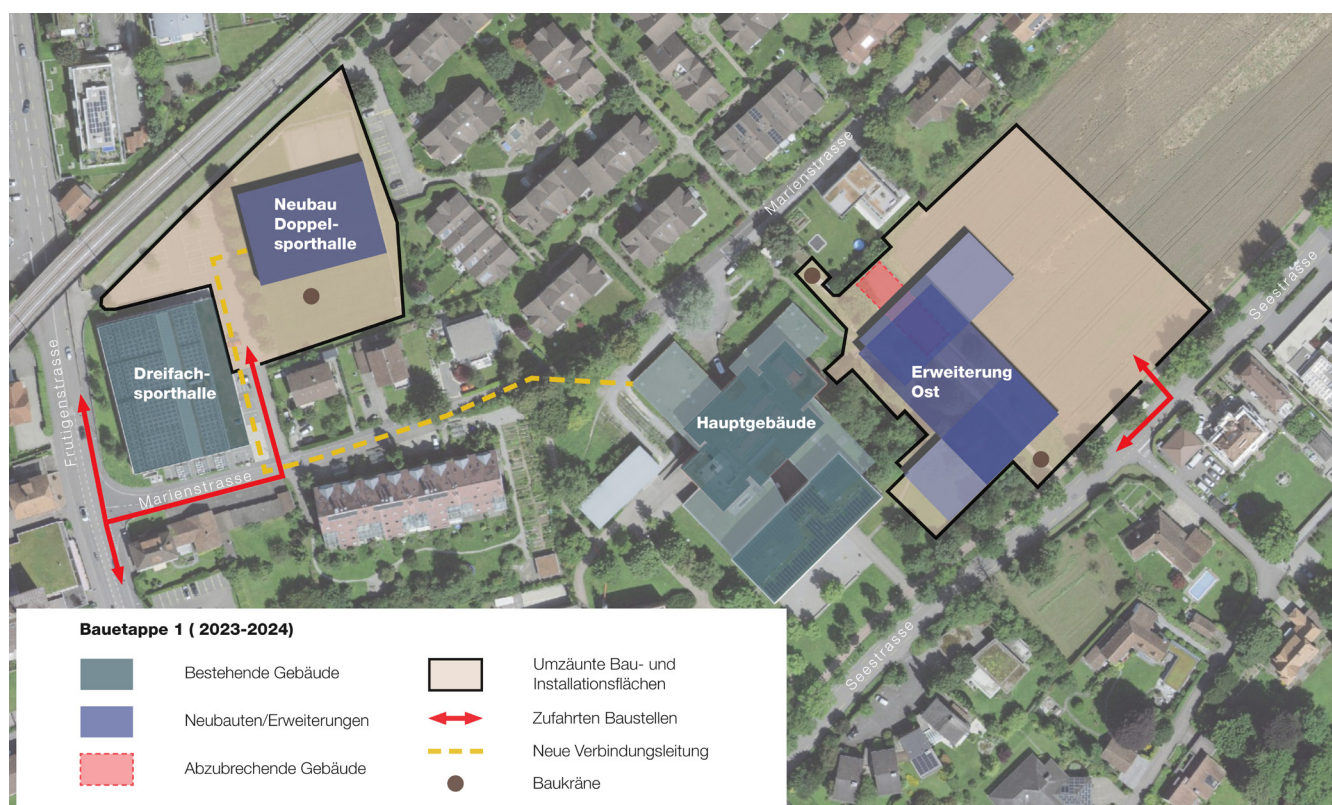 Neubau
Doppel-
sporthalle
Marienstrasse
Seestrasse
Dreifach-
sporthalle
Erweiterung
Ost
Hauptgebäude
Frutigenstrasse
Marienstrasse
Seestrasse
Bauetappe 1 ( 2023-2024)
Bestehende Gebäude
Neubauten/Erweiterungen
Abzubrechende Gebäude
Umzäunte Bau- und
Installationsflächen
Zufahrten Baustellen
Neue Verbindungsleitung
Baukräne